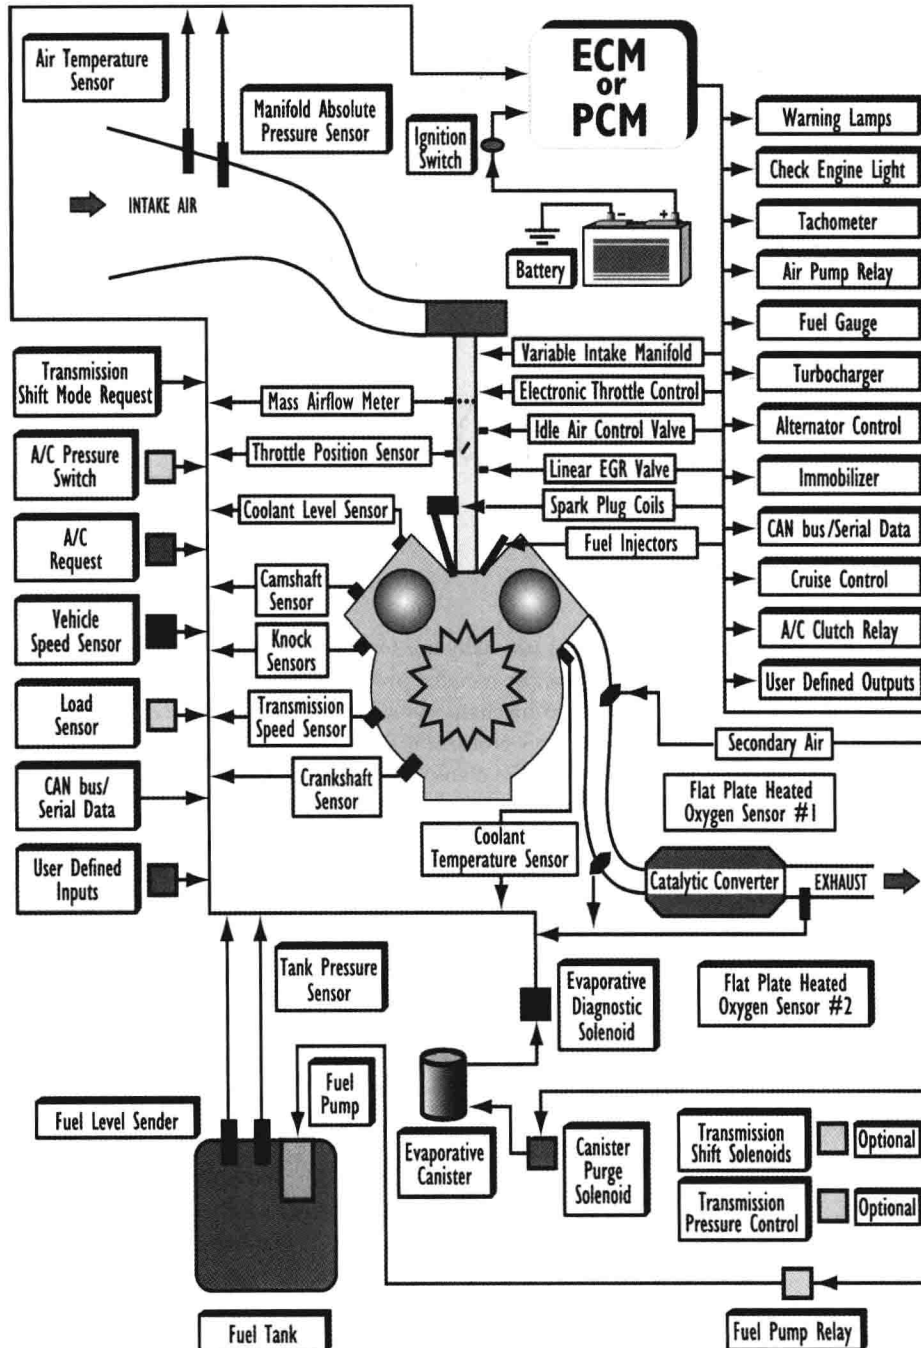 Air Temperature
Sensor
Manifold Absolute
Pressure Sensor
ECM
or
PCM
Ignition
Switch
INTAKE AIR
Battery
- +
Warning Lamps
Check Engine Light
Tachometer
Air Pump Relay
Fuel Gauge
Turbocharger
Alternator Control
Immobilizer
CAN bus/Serial Data
Cruise Control
A/C Clutch Relay
User Defined Outputs
Variable Intake Manifold
Electronic Throttle Control
Idle Air Control Valve
Linear EGR Valve
Spark Plug Coils
Fuel Injectors
Transmission
Shift Mode Request
A/C Pressure
Switch
A/C
Request
Vehicle
Speed Sensor
Load
Sensor
CAN bus/
Serial Data
User Defined
Inputs
Mass Airflow Meter
Throttle Position Sensor
Coolant Level Sensor
Camshaft
Sensor
Knock
Sensors
Transmission
Speed Sensor
Crankshaft
Sensor
Coolant
Temperature Sensor
Secondary Air
Flat Plate Heated
Oxygen Sensor #1
Catalytic Converter
EXHAUST
Flat Plate Heated
Oxygen Sensor #2
Tank Pressure
Sensor
Evaporative
Diagnostic
Solenoid
Fuel
Pump
Fuel Level Sender
Evaporative
Canister
Canister
Purge
Solenoid
Transmission
Shift Solenoids
Optional
Transmission
Pressure Control
Optional
Fuel Tank
Fuel Pump Relay